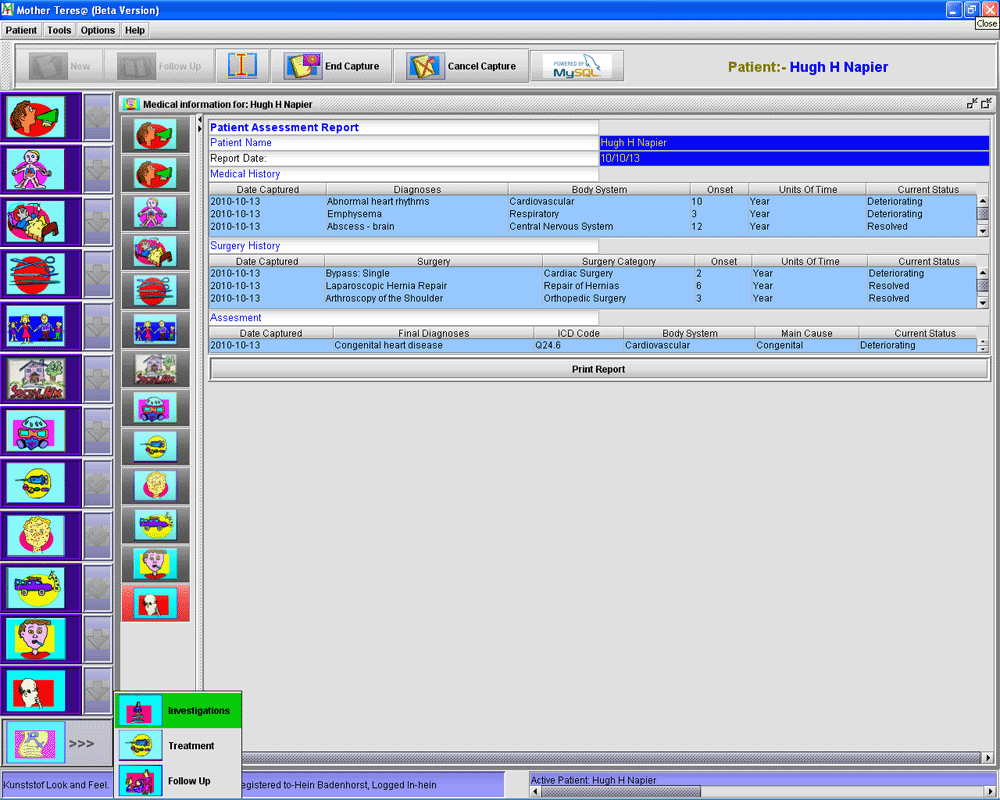 Mother Teres@ (Beta Version)
Close
Patient Tools Options Help
New Follow Up End Capture Cancel Capture POWERED BY MySQL Patient:- Hugh H Napier
Medical information for: Hugh H Napier
Patient Assessment Report
Patient Name Hugh H Napier
Report Date: 10/10/13
Medical History
Date Captured Diagnoses Body System Onset Units Of Time Current Status
2010-10-13 Abnormal heart rhythms Cardiovascular 10 Year Deteriorating
2010-10-13 Emphysema Respiratory 3 Year Deteriorating
2010-10-13 Abscess - brain Central Nervous System 12 Year Resolved
Surgery History
Date Captured Surgery Surgery Category Onset Units Of Time Current Status
2010-10-13 Bypass: Single Cardiac Surgery 2 Year Deteriorating
2010-10-13 Laparoscopic Hernia Repair Repair of Hernias 6 Year Resolved
2010-10-13 Arthroscopy of the Shoulder Orthopedic Surgery 3 Year Resolved
Assesment
Date Captured Final Diagnoses ICD Code Body System Main Cause Current Status
2010-10-13 Congenital heart disease Q24.6 Cardiovascular Congenital Deteriorating
Print Report
Investigations
>>> Treatment
Follow Up
Kunststof Look and Feel. egistered to-Hein Badenhorst, Logged In-hein Active Patient: Hugh H Napier